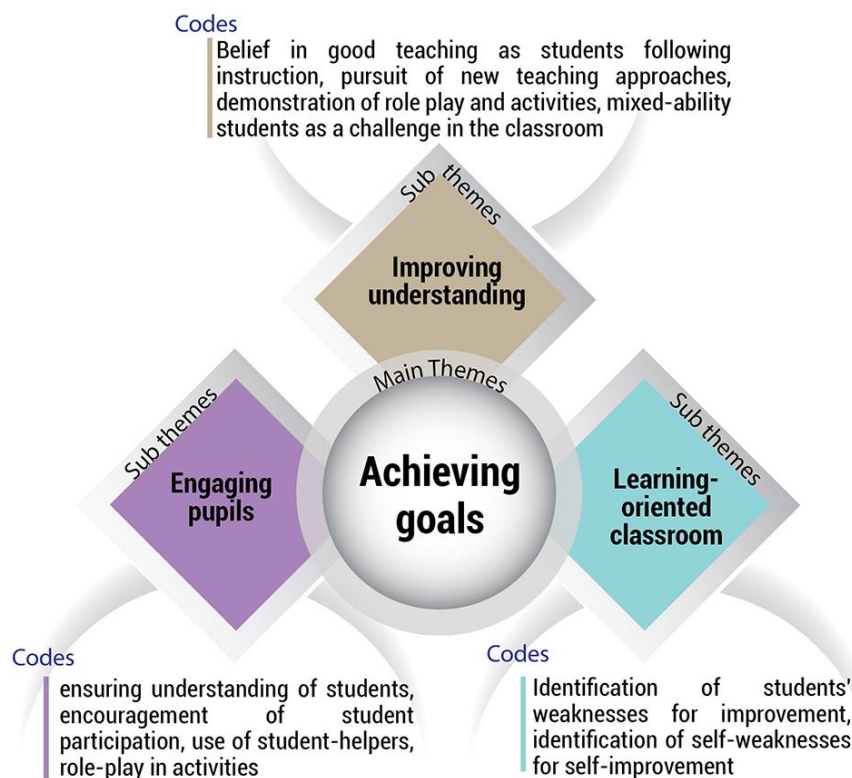 Codes
Belief in good teaching as students following
instruction, pursuit of new teaching approaches,
demonstration of role play and activities, mixed-ability
students as a challenge in the classroom
Sub themes
Improving
understanding
Main Themes
Achieving
goals
Sub themes
Engaging
pupils
Sub themes
Learning-
oriented
classroom
Codes
ensuring understanding of students,
encouragement of student
participation, use of student-helpers,
role-play in activities
Codes
Identification of students'
weaknesses for improvement,
identification of self-weaknesses
for self-improvement